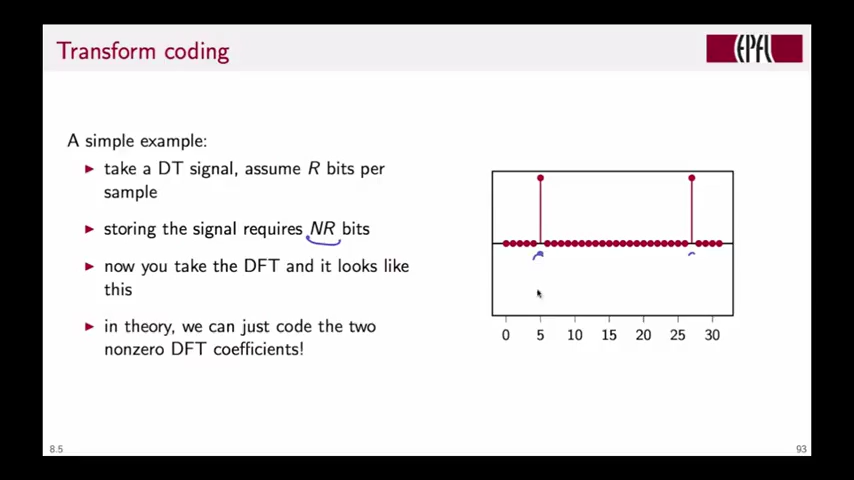 Transform coding
EPFL
A simple example:
▶ take a DT signal, assume R bits per
sample
▶ storing the signal requires NR bits
▶ now you take the DFT and it looks like
this
▶ in theory, we can just code the two
nonzero DFT coefficients!
0 5 10 15 20 25 30
8.5
93